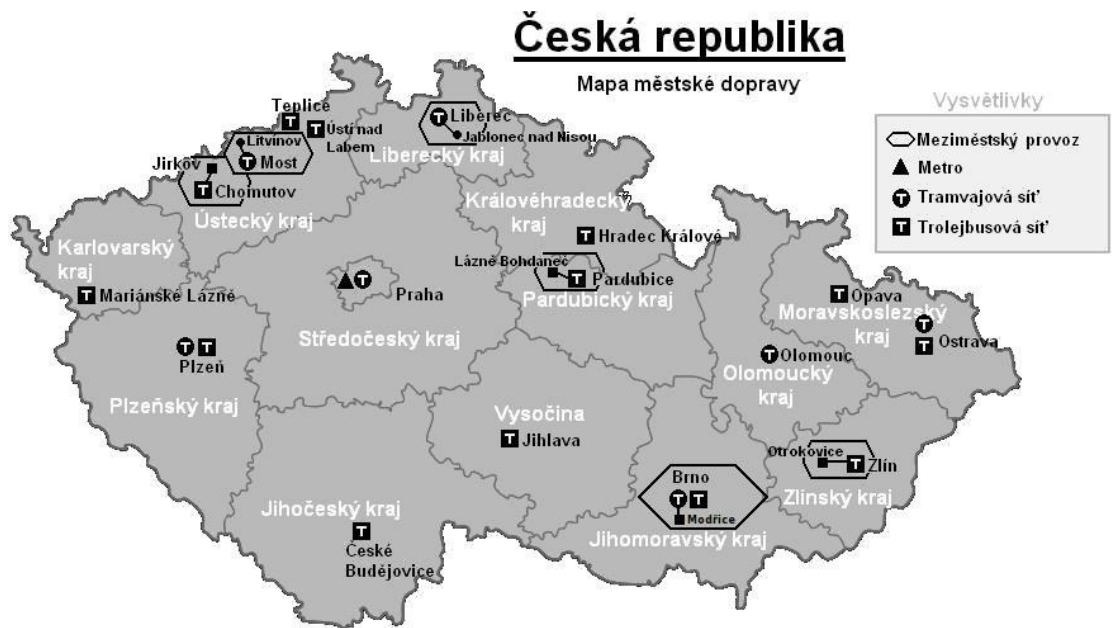 Česká republika
Mapa městské dopravy
Vysvětlivky
Meziměstský provoz
Metro
T Tramvajová síť
T Trolejbusová síť
Teplice
T
T Ústí nad
Labem
Litvínov
T Most
Jirkov
T Chomutov
Ústecký kraj
Liberec
T
Jablonec nad Nisou
Liberecký kraj
Královéhradecký
kraj
T Hradec Králové
Karlovarský
kraj
T Mariánské Lázně
T
Praha
Středočeský kraj
Lázně Bohdaneč
T Pardubice
Pardubický kraj
T Opava
Moravskoslezský
kraj
T
T Ostrava
T T
Plzeň
Plzeňský kraj
T Olomouc
Olomoucký
kraj
Vysočina
T Jihlava
Otrokovice
T Zlín
Zlínský kraj
Brno
T T
Modřice
Jihomoravský kraj
Jihočeský kraj
T
České
Budějovice